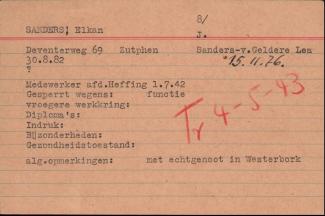 8/
SANDERS, Elkan J.
Deventerweg 69 Zutphen Sanders-v.Geldere Lea
30.8.82 *15.11.76.
?
Medewerker afd.Heffing 1.7.42
Gesperrt wegens: functie
vroegere werkkring:
Diploma's:
Indruk:
Bijzonderheden:
Gezondheidstoestand:
Tr 4-5-43
alg.opmerkingen: met echtgenoot in Westerbork